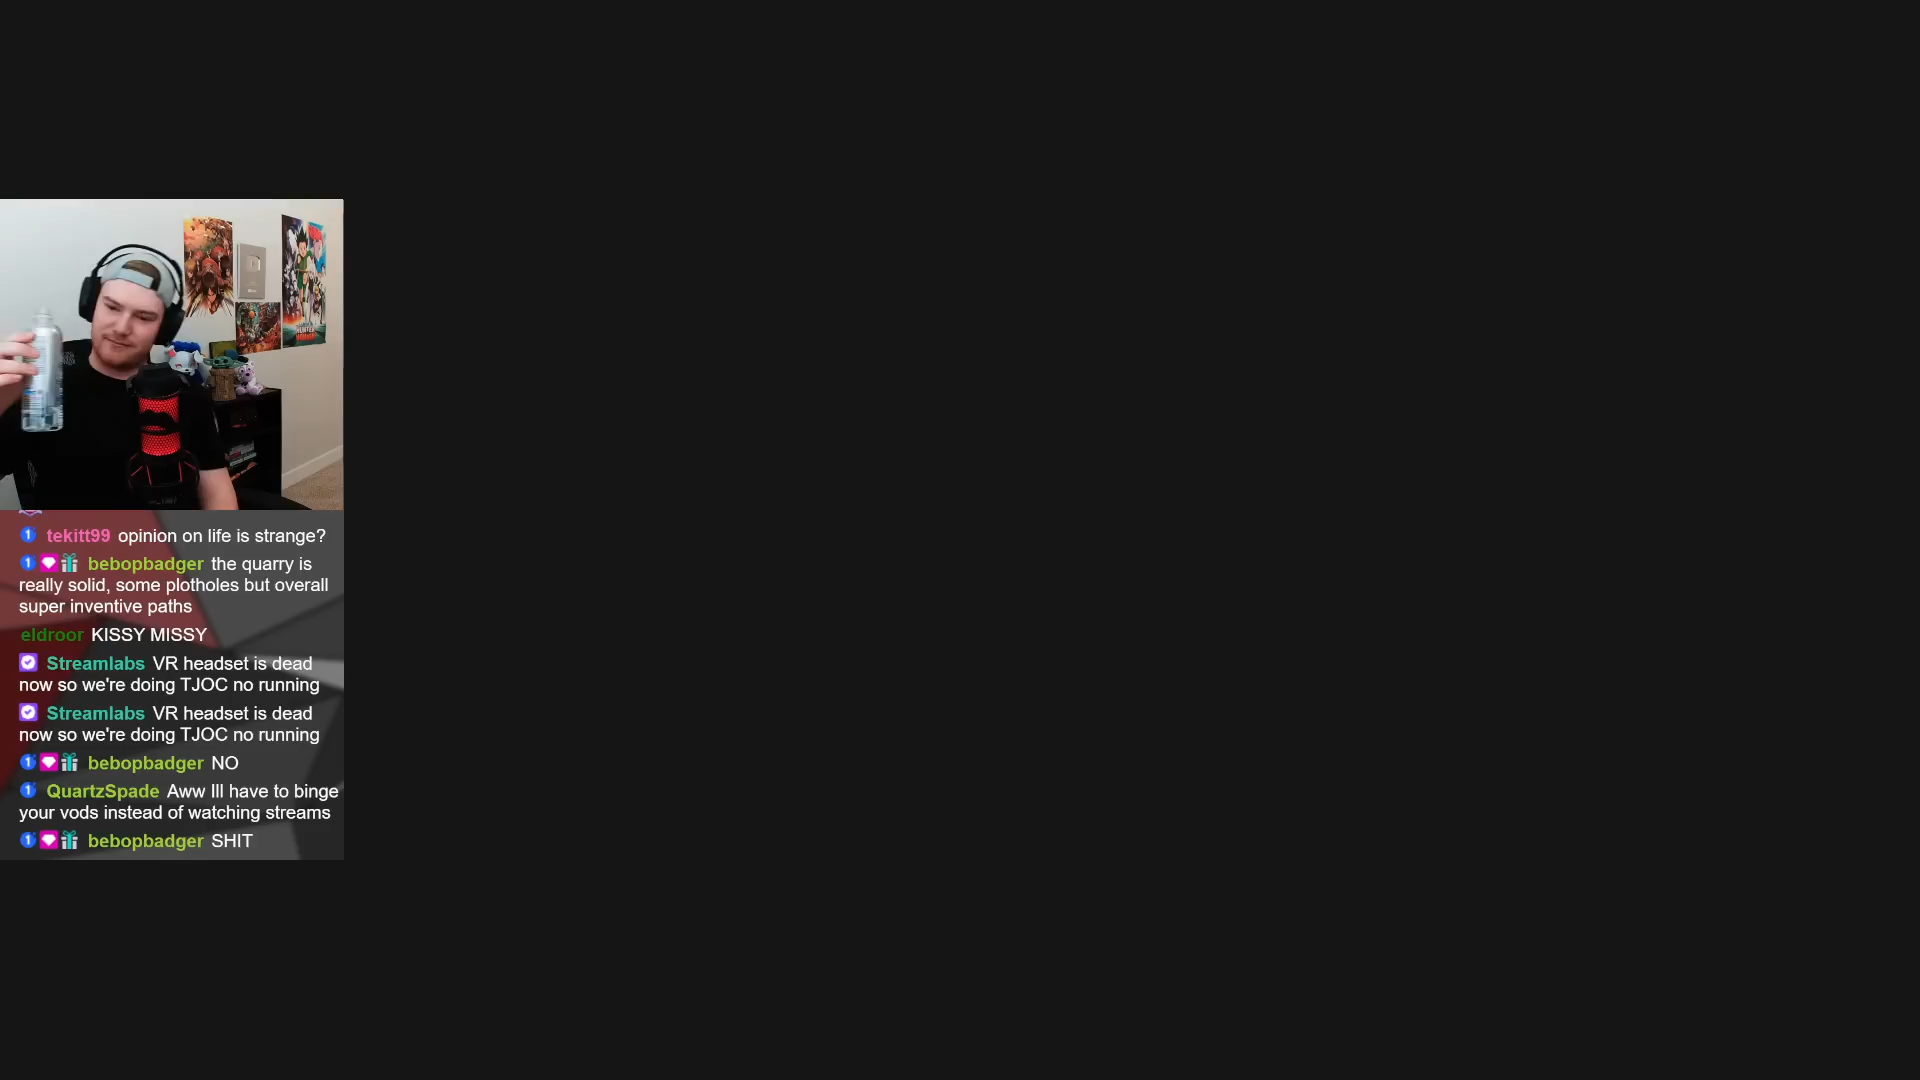 tekitt99 opinion on life is strange?
bebopbadger the quarry is
really solid, some plotholes but overall
super inventive paths
eldroor KISSY MISSY
Streamlabs VR headset is dead
now so we're doing TJOC no running
Streamlabs VR headset is dead
now so we're doing TJOC no running
bebopbadger NO
QuartzSpade Aww Ill have to binge
your vods instead of watching streams
bebopbadger SHIT